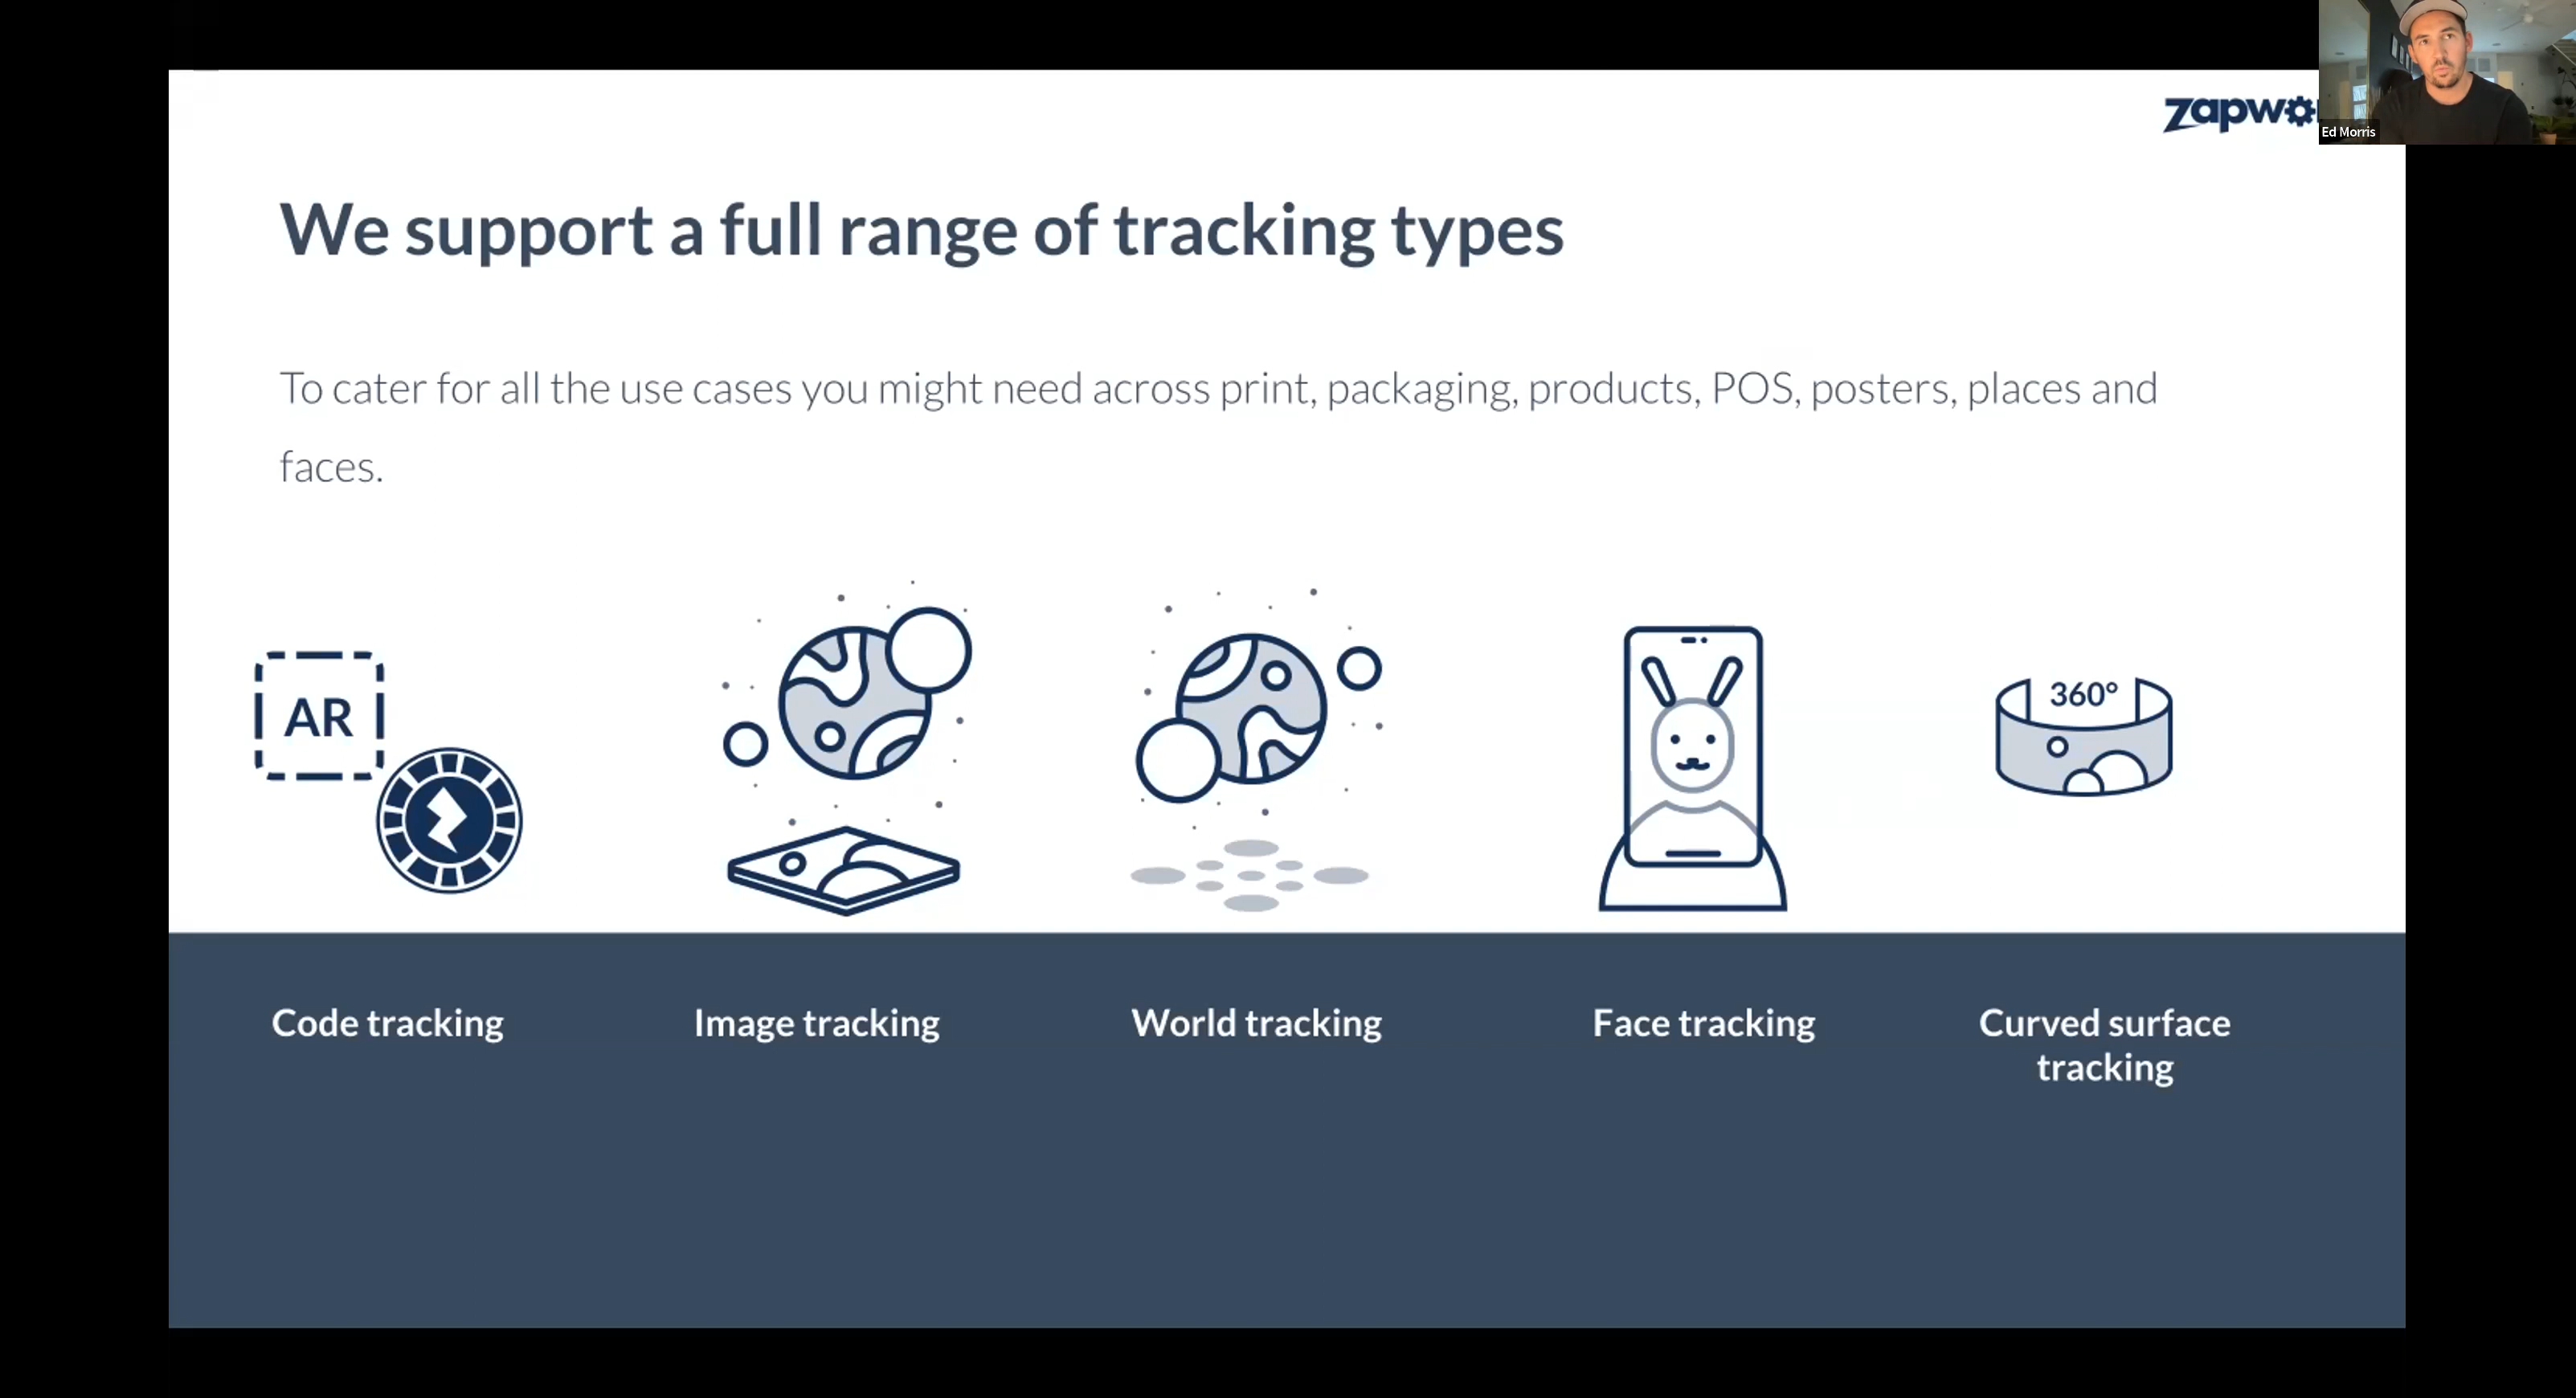 zapwo
Ed Morris
We support a full range of tracking types
To cater for all the use cases you might need across print, packaging, products, POS, posters, places and
faces.
AR
360°
Code tracking
Image tracking
World tracking
Face tracking
Curved surface
tracking